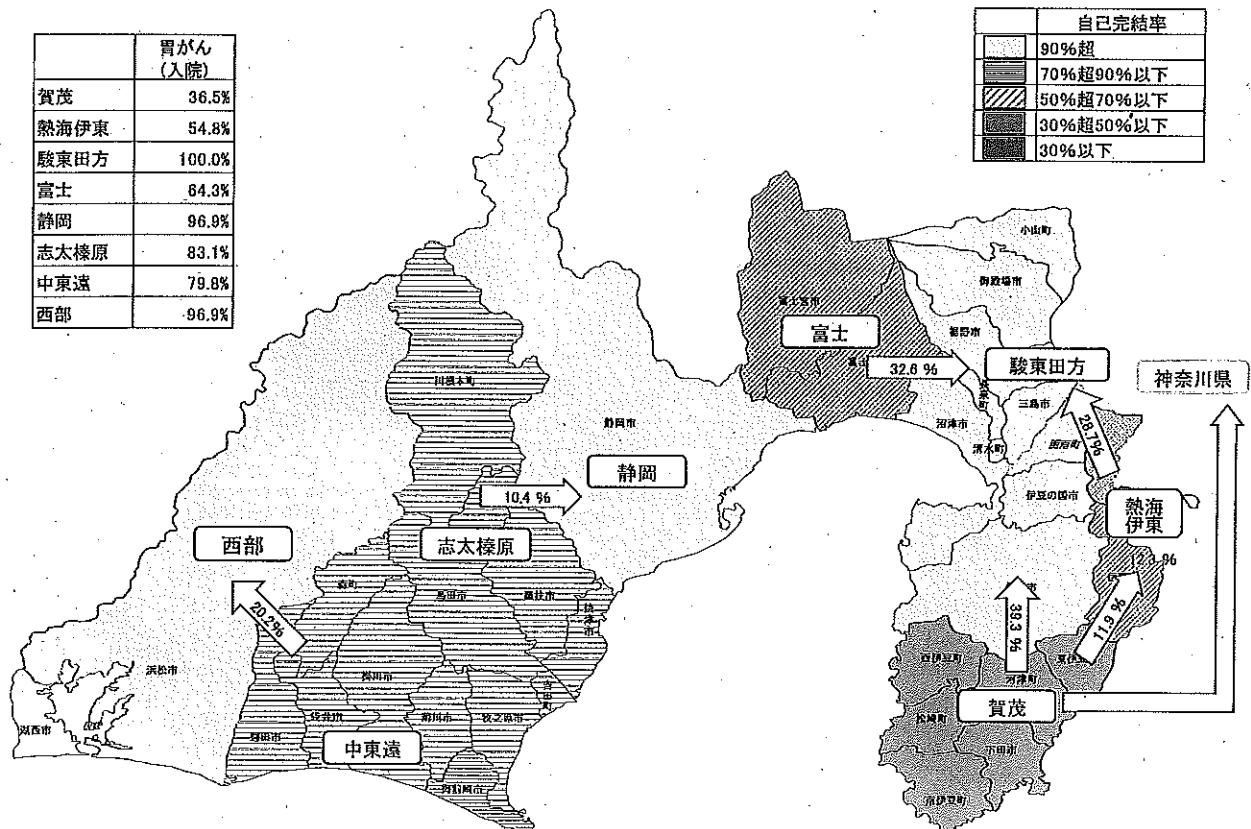 胃がん
(入院)
賀茂 36.5%
熱海伊東 54.8%
駿東田方 100.0%
富士 64.3%
静岡 96.9%
志太榛原 83.1%
中東遠 79.8%
西部 96.9%
自己完結率
90%超
70%超90%以下
50%超70%以下
30%超50%以下
30%以下
小山町
御殿場市
富士宮市
裾野市
富士
富士
32.6 %
駿東田方
神奈川県
川根本町
三島市
静岡市
沼津市
28.7%
清水町
函南町
静岡
10.4 %
伊豆の国市
熱海
伊東
西部
志太榛原
2.3 %
市
伊
森町
島田市
藤枝市
焼津市
20.2%
39.3 %
11.9 %
浜松市
掛川市
西伊豆町
東伊豆
河津町
吉田町
湖西市
袋井市
菊川市
牧之原市
松崎町
賀茂
磐田市
中東遠
下田市
御前崎市
南伊豆町